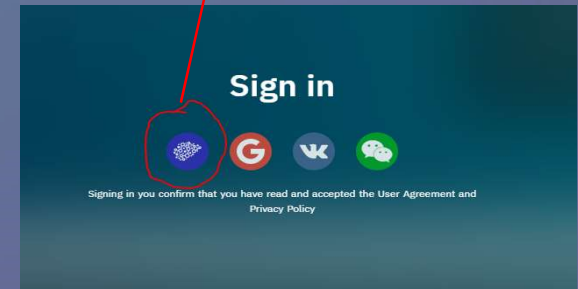 Sign in
G
Signing in you confirm that you have read and accepted the User Agreement and
Privacy Policy